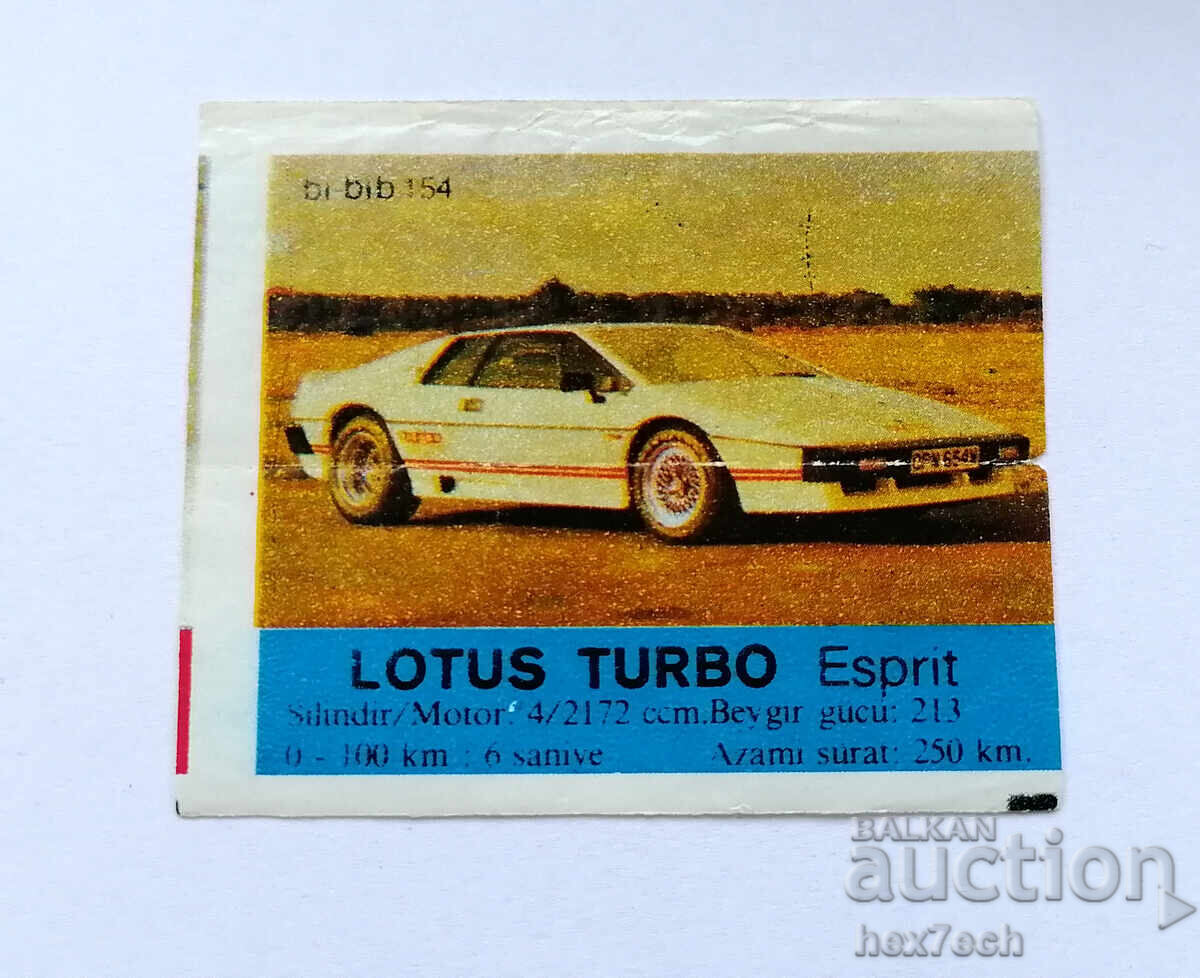 bi-bib 154
LOTUS TURBO Esprit
Silindir/Motor: 4/2172 ccm.Beygir gücü: 213
0 - 100 km : 6 saniye Azami sürat: 250 km.
BALKAN
auction
hex7ech